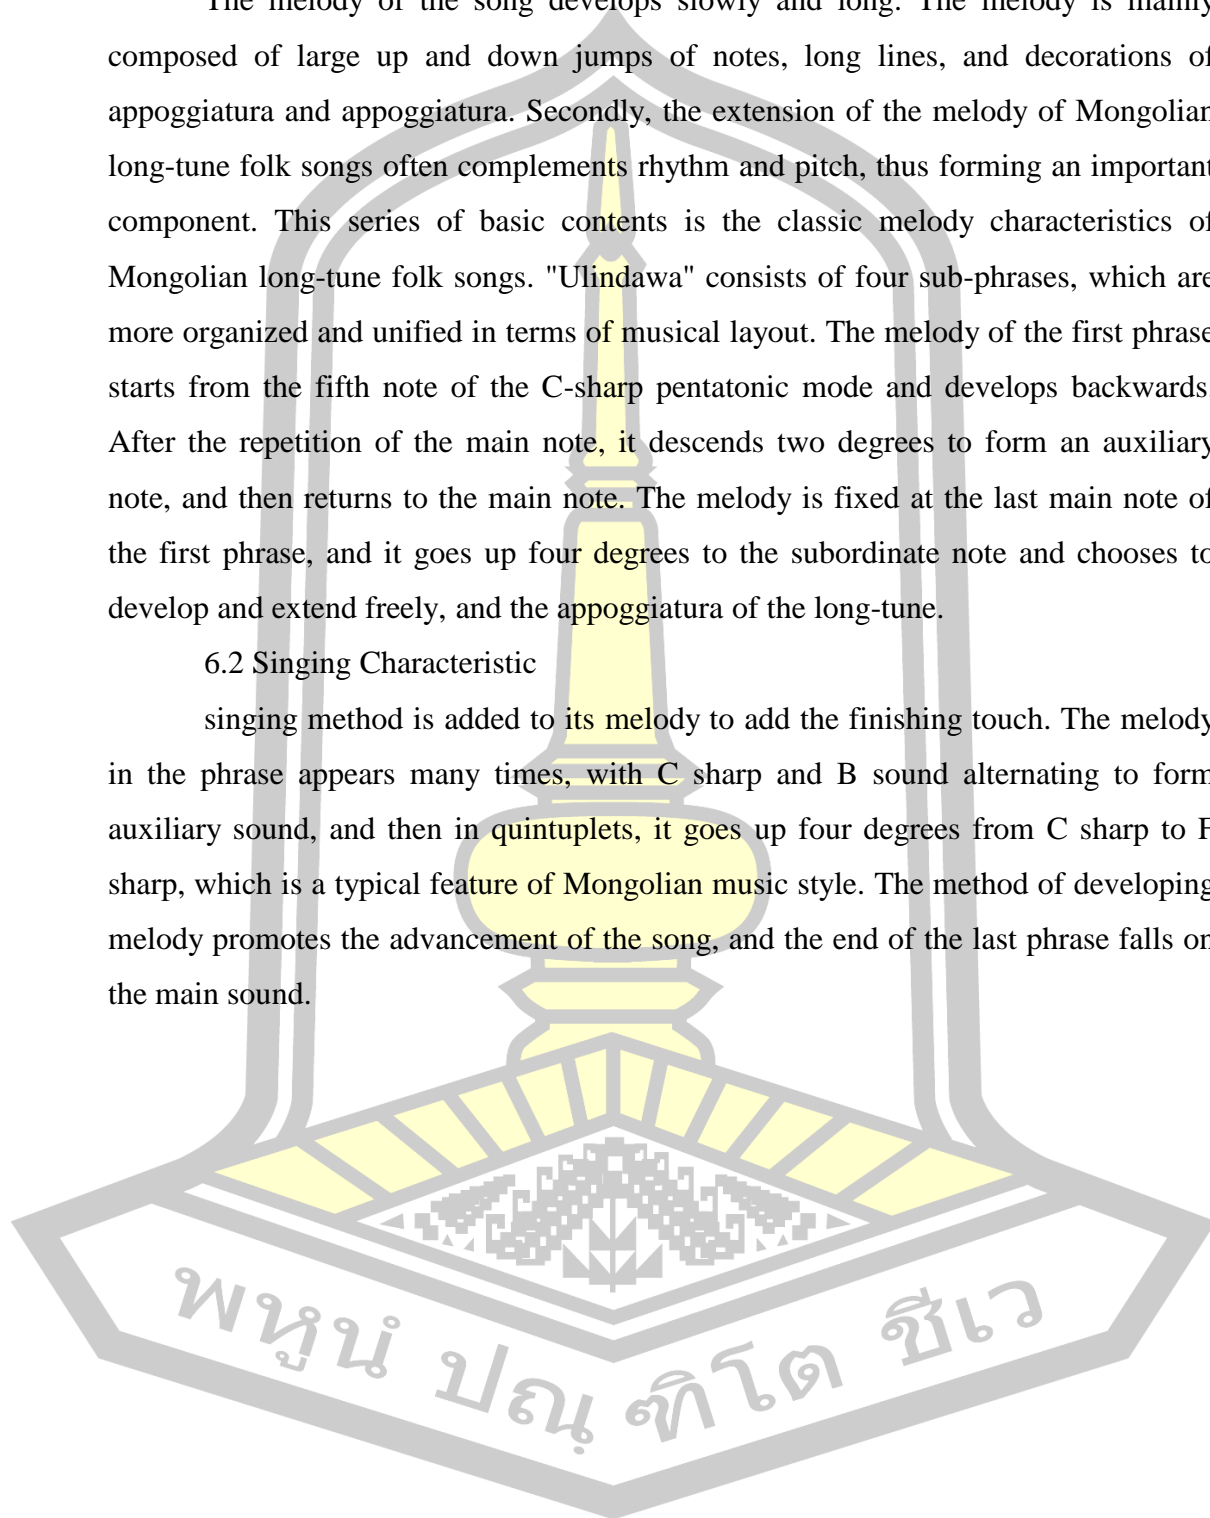 The melody of the song develops slowly and long. The melody is mainly
composed of large up and down jumps of notes, long lines, and decorations of
appoggiatura and appoggiatura. Secondly, the extension of the melody of Mongolian
long-tune folk songs often complements rhythm and pitch, thus forming an important
component. This series of basic contents is the classic melody characteristics of
Mongolian long-tune folk songs. "Ulindawa" consists of four sub-phrases, which are
more organized and unified in terms of musical layout. The melody of the first phrase
starts from the fifth note of the C-sharp pentatonic mode and develops backwards.
After the repetition of the main note, it descends two degrees to form an auxiliary
note, and then returns to the main note. The melody is fixed at the last main note of
the first phrase, and it goes up four degrees to the subordinate note and chooses to
develop and extend freely, and the appoggiatura of the long-tune.
6.2 Singing Characteristic
singing method is added to its melody to add the finishing touch. The melody
in the phrase appears many times, with C sharp and B sound alternating to form
auxiliary sound, and then in quintuplets, it goes up four degrees from C sharp to F
sharp, which is a typical feature of Mongolian music style. The method of developing
melody promotes the advancement of the song, and the end of the last phrase falls on
the main sound.
พหูนํ ปณฺ ฑิโต ชีเว